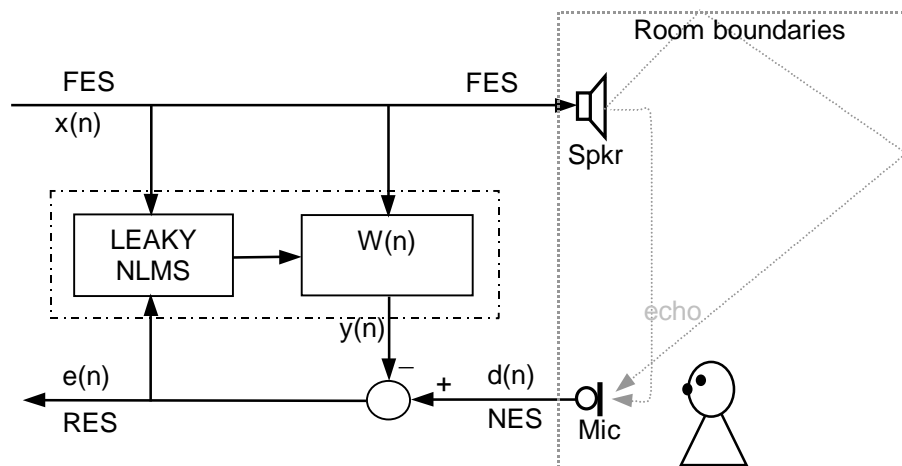 Room boundaries
FES
FES
x(n)
Spkr
LEAKY
NLMS
W(n)
echo
y(n)
–
e(n)
+
d(n)
RES
NES
Mic